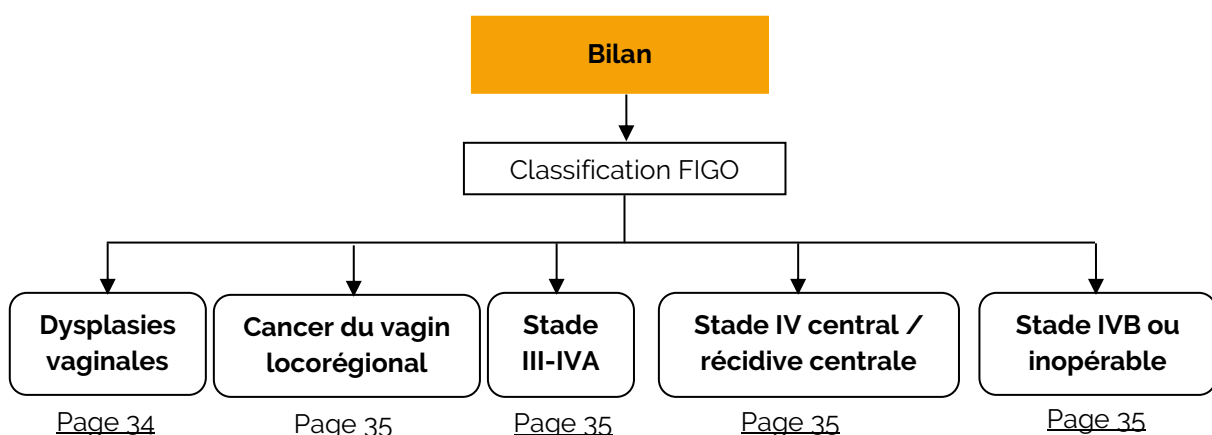 Bilan
Classification FIGO
Dysplasies
vaginales
Cancer du vagin
locorégional
Stade
III-IVA
Stade IV central /
récidive centrale
Stade IVB ou
inopérable
Page 34
Page 35
Page 35
Page 35
Page 35